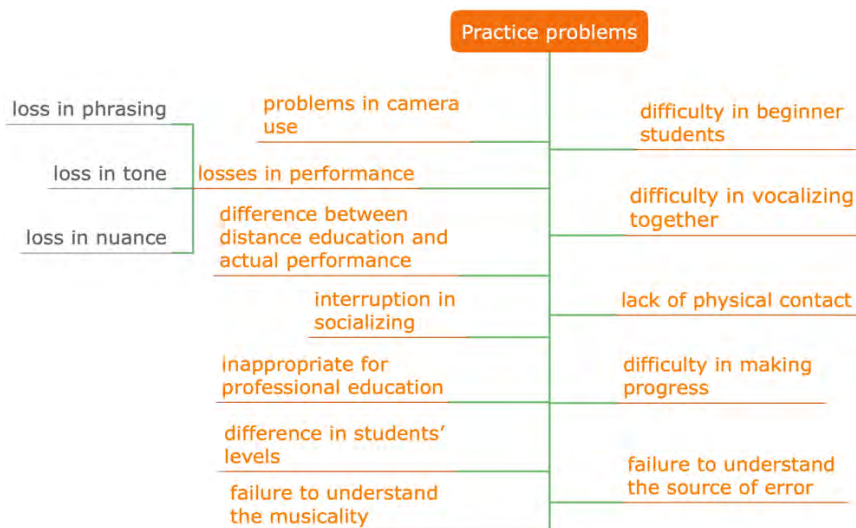 Practice problems
loss in phrasing
loss in tone
loss in nuance
problems in camera
use
losses in performance
difference between
distance education and
actual performance
interruption in
socializing
inappropriate for
professional education
difference in students'
levels
failure to understand
the musicality
difficulty in beginner
students
difficulty in vocalizing
together
lack of physical contact
difficulty in making
progress
failure to understand
the source of error